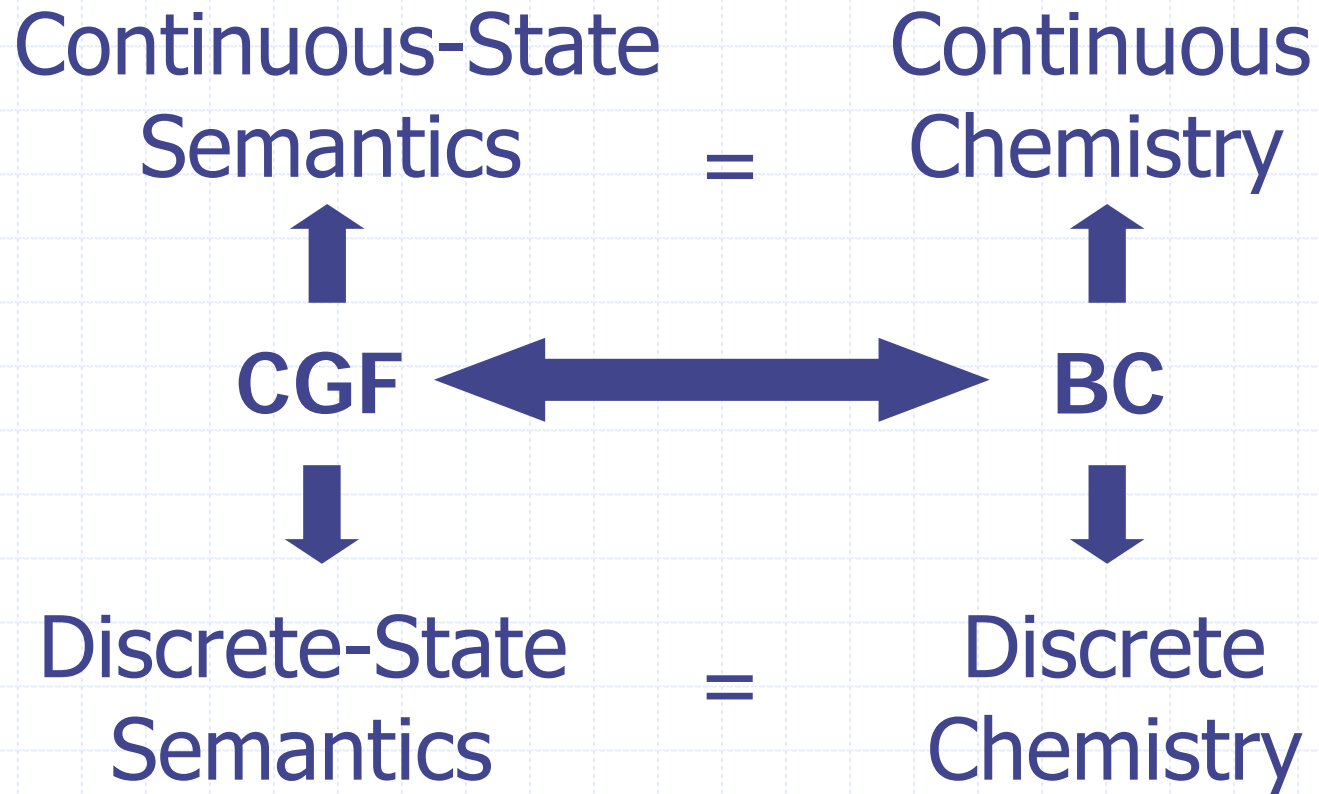 Continuous-State
Semantics
=
Continuous
Chemistry
CGF
BC
Discrete-State
Semantics
=
Discrete
Chemistry